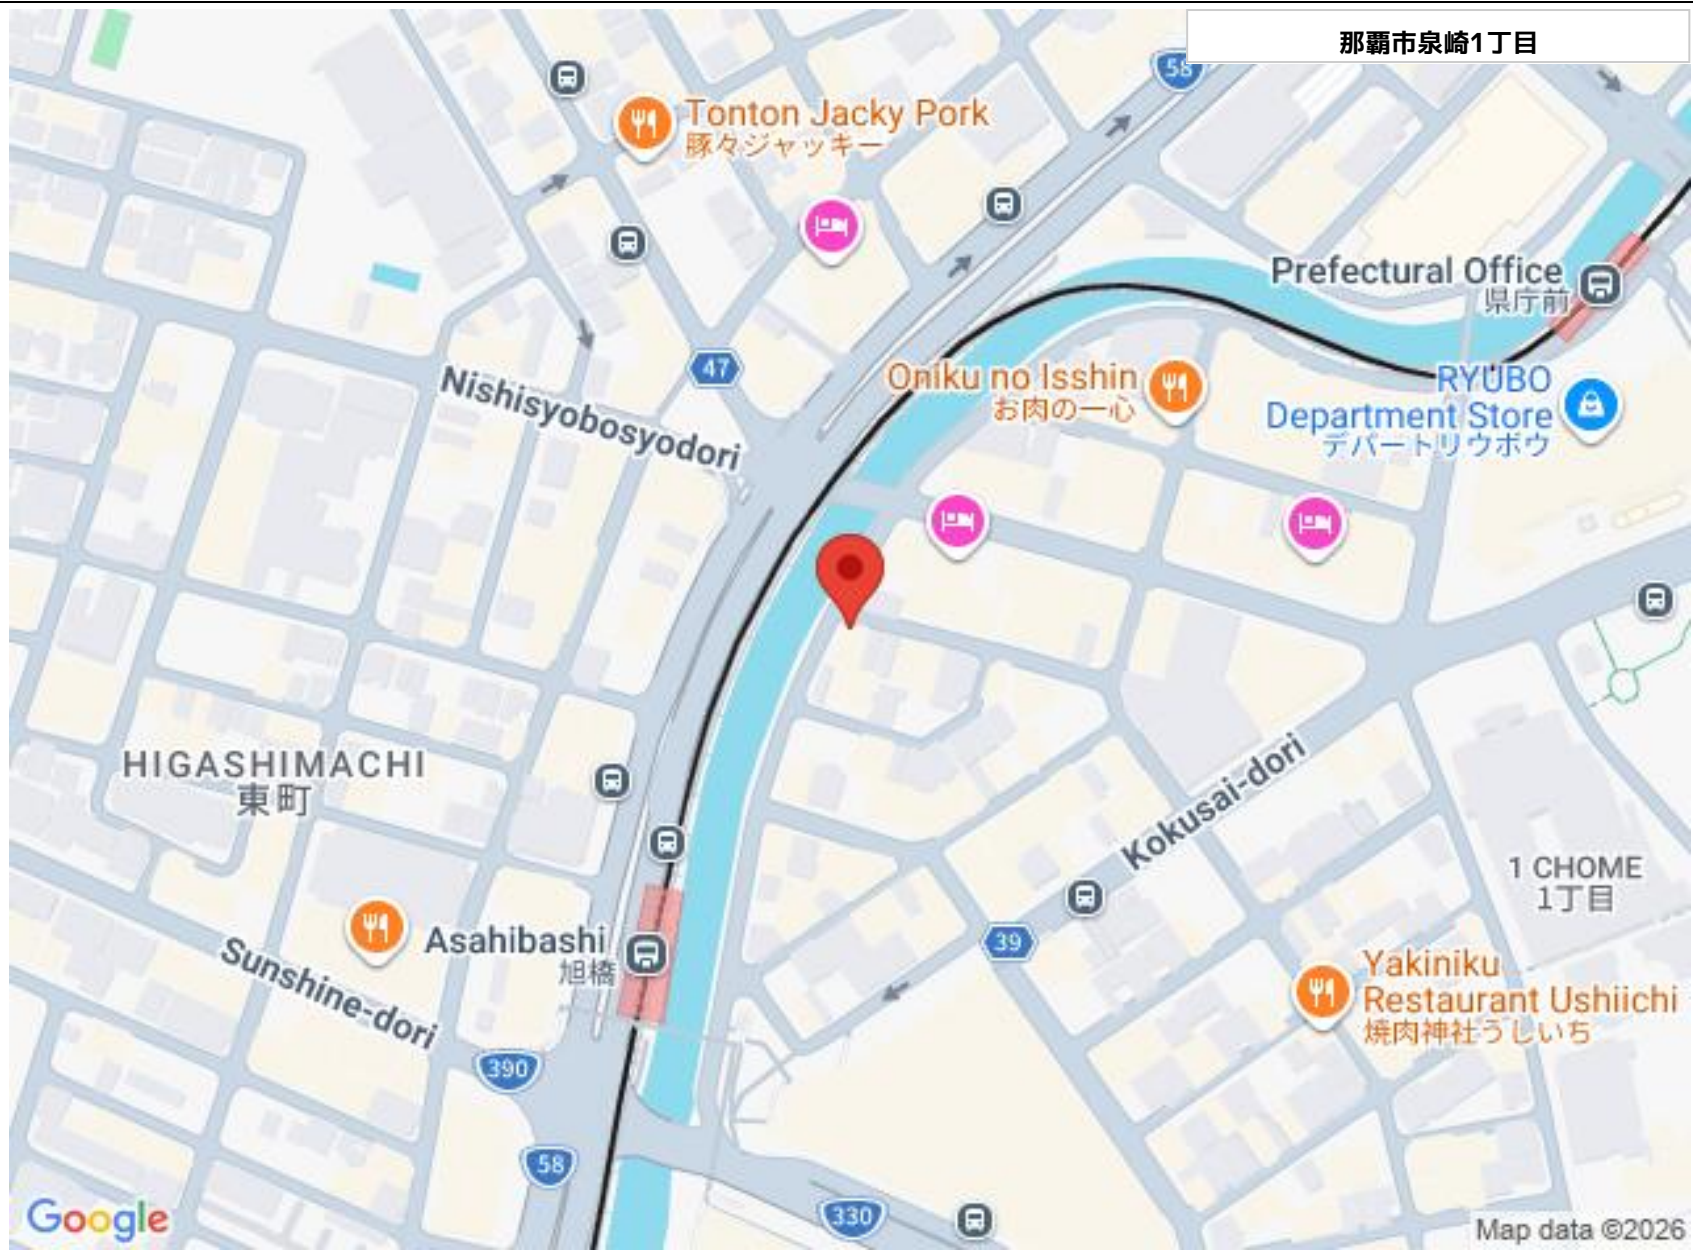 那覇市泉崎1丁目
58
Tonton Jacky Pork
豚々ジャッキー
Prefectural Office
県庁前
47
Nishisyobosyodori
Oniku no Isshin
お肉の一心
RYUBO
Department Store
デパートリウボウ
HIGASHIMACHI
東町
Kokusai-dori
1 CHOME
1丁目
Asahibashi
旭橋
39
Sunshine-dori
Yakiniku
Restaurant Ushiichi
焼肉神社うしいち
390
58
330
Google
Map data ©2026